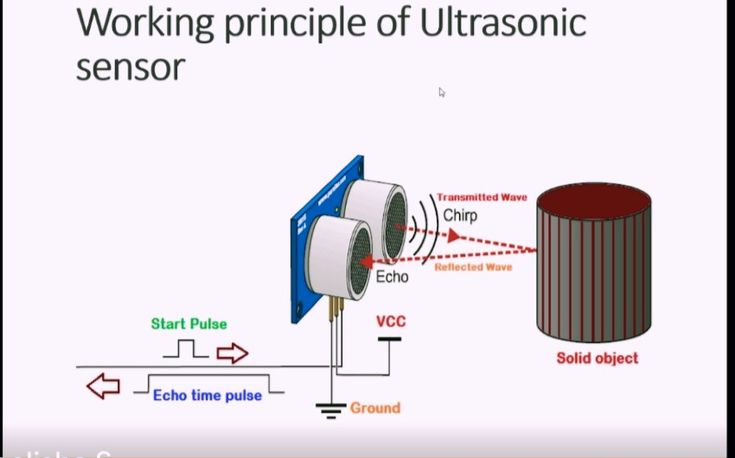 Working principle of Ultrasonic
sensor
Transmitted Wave
Chirp
Reflected Wave
Echo
Start Pulse
VCC
Solid object
Echo time pulse
Ground